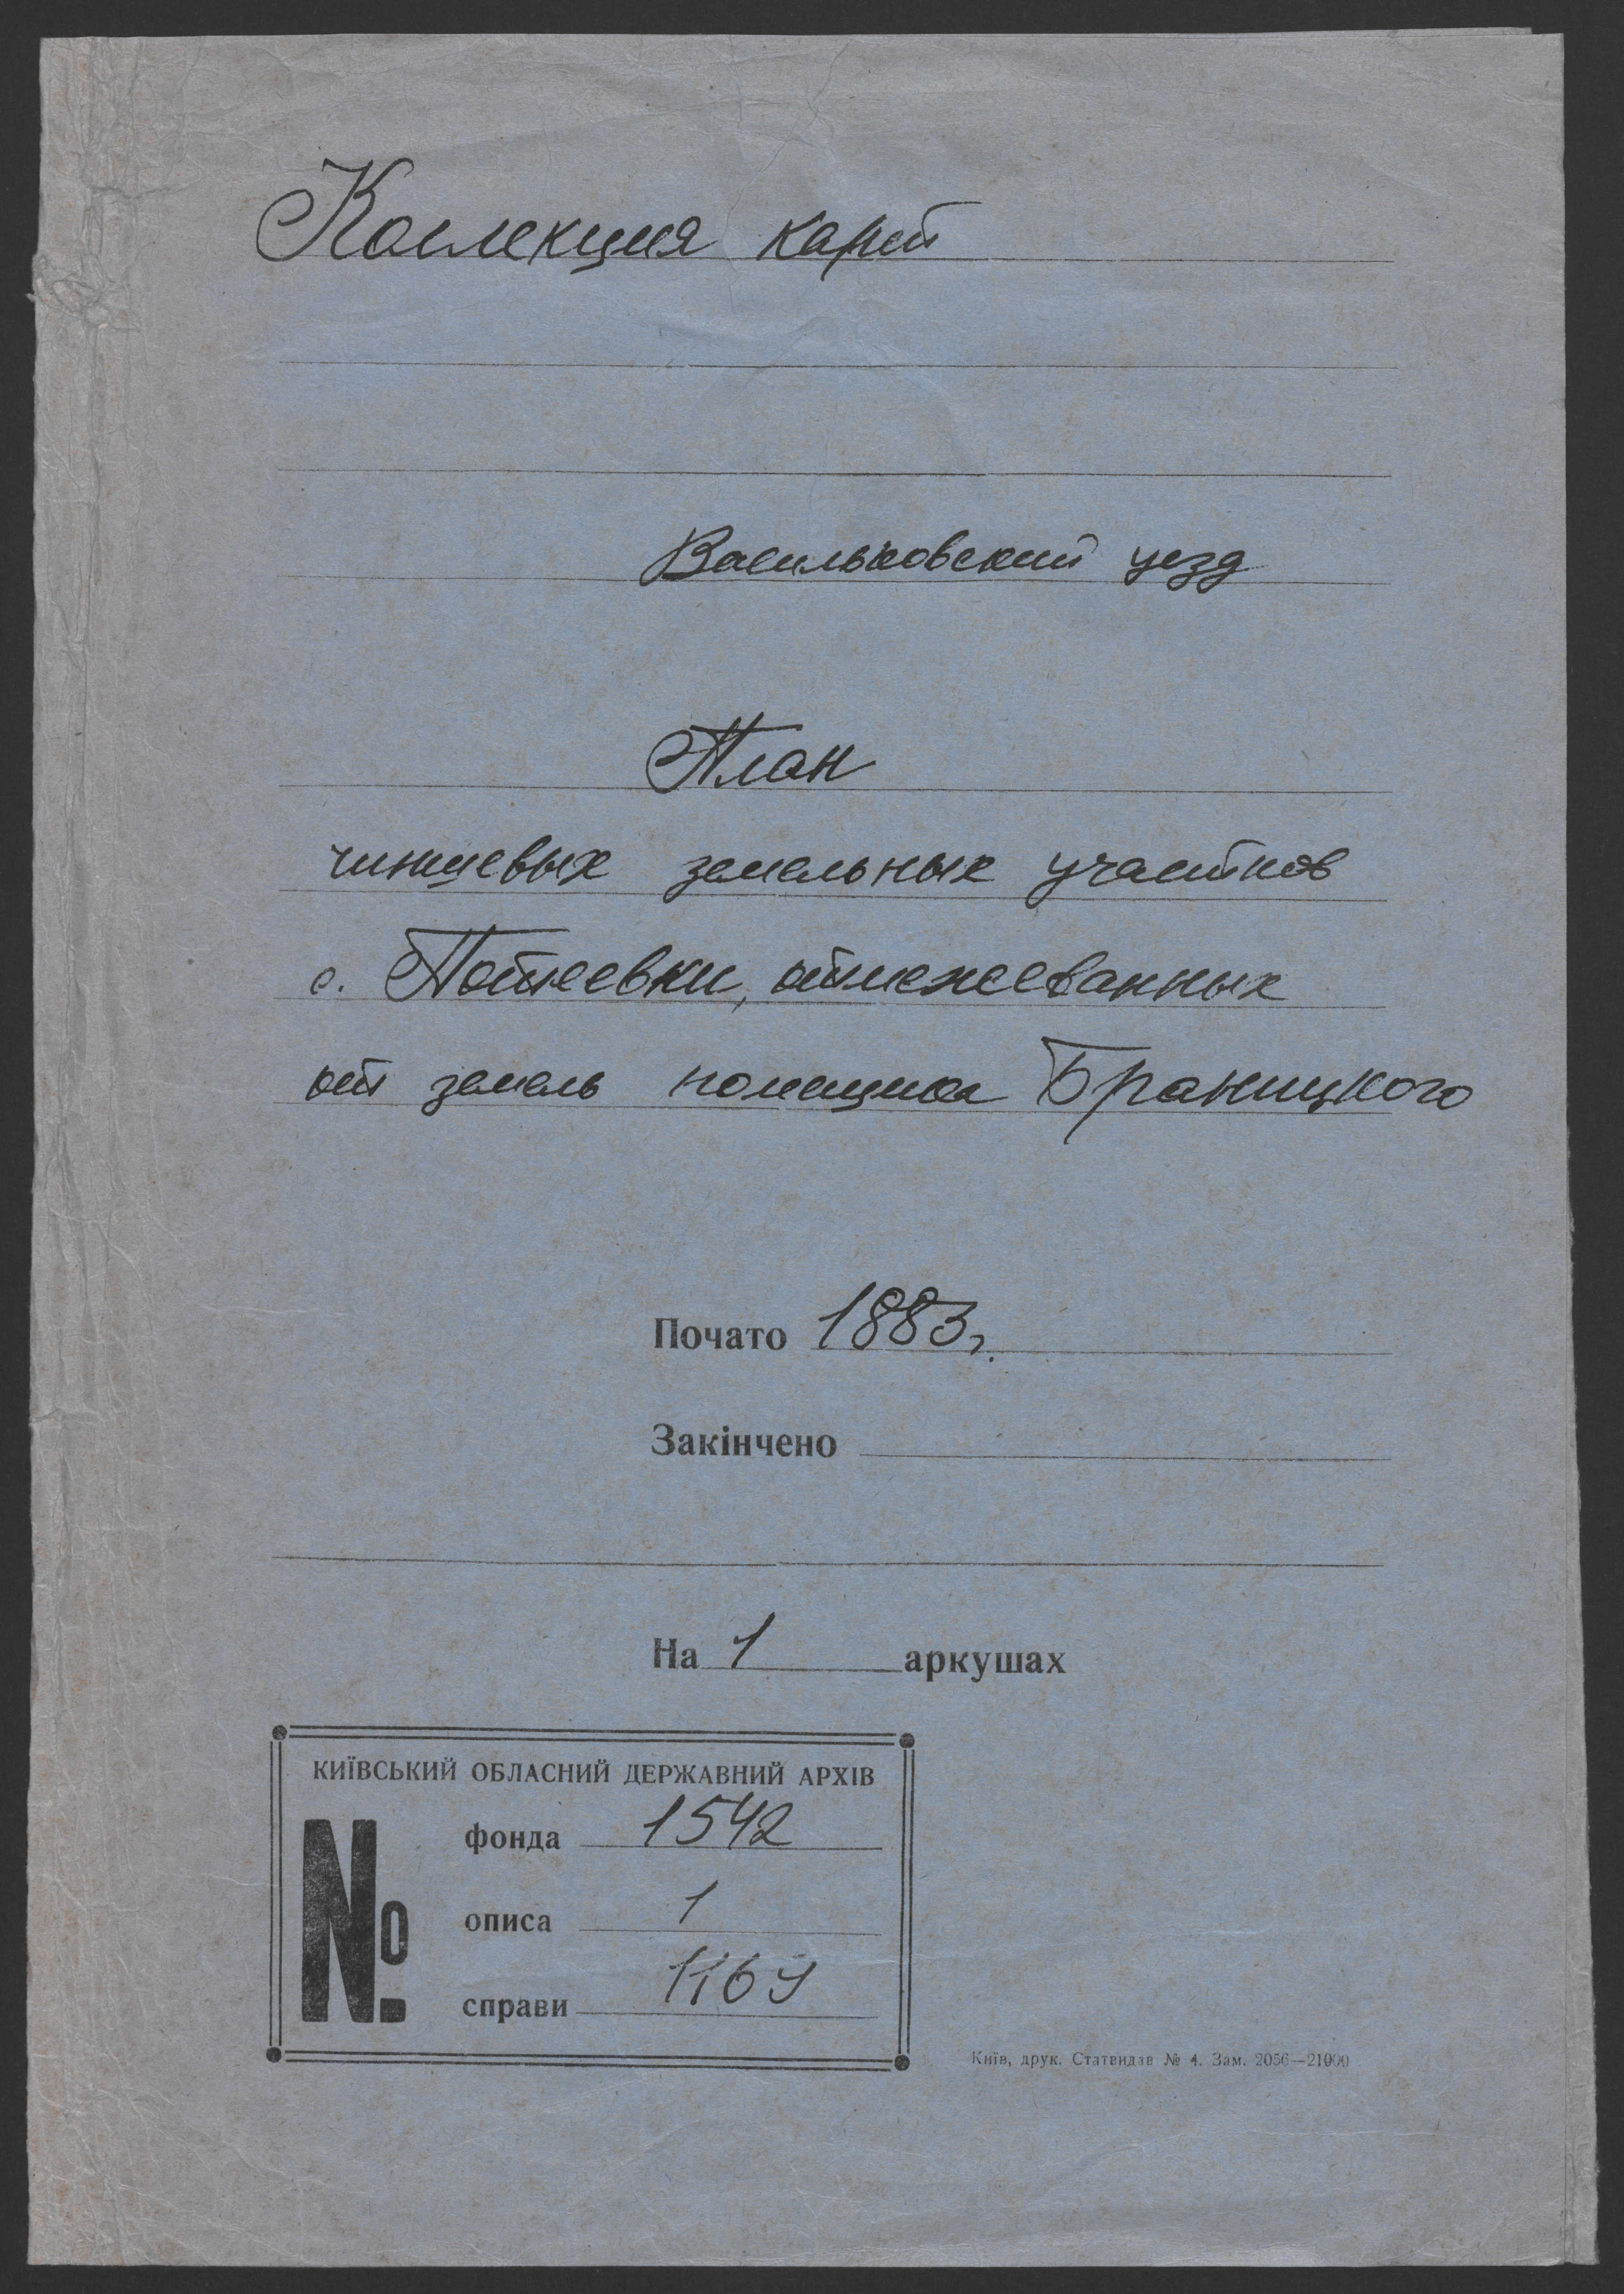 Коллекция карт
Васильковский уезд
План
чиншевых земельных участков
с. Потиевки, отмежеванных
от земель помещика Браницкого
Почато 1883 г.
Закінчено
На 1 аркушах
КИЇВСЬКИЙ ОБЛАСНИЙ ДЕРЖАВНИЙ АРХІВ
№
фонда 1542
описа 1
справи 1169
Київ, друк. Статвидав № 4. Зам. 2056—21000